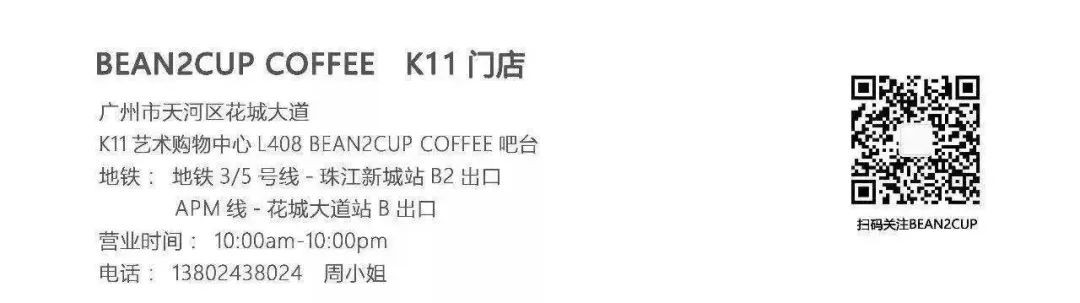 BEAN2CUP COFFEE K11 门店
广州市天河区花城大道
K11 艺术购物中心 L408 BEAN2CUP COFFEE 吧台
地铁： 地铁 3/5 号线 - 珠江新城站 B2 出口
APM 线 - 花城大道站 B 出口
营业时间： 10:00am-10:00pm
电话： 13802438024 周小姐
扫码关注BEAN2CUP